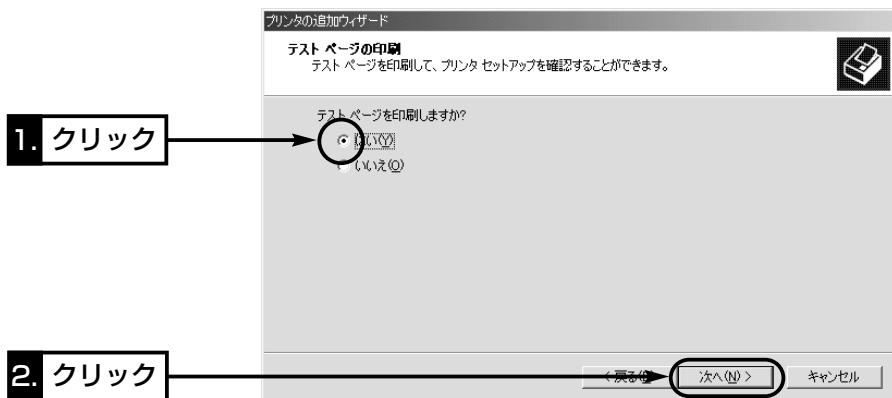 プリンタの追加ウィザード
テスト ページの印刷
テスト ページを印刷して、プリンタ セットアップを確認することができます。
テスト ページを印刷しますか?
1. クリック
はい(Y)
いいえ(O)
2. クリック
< 戻る(B)
次へ(N) >
キャンセル